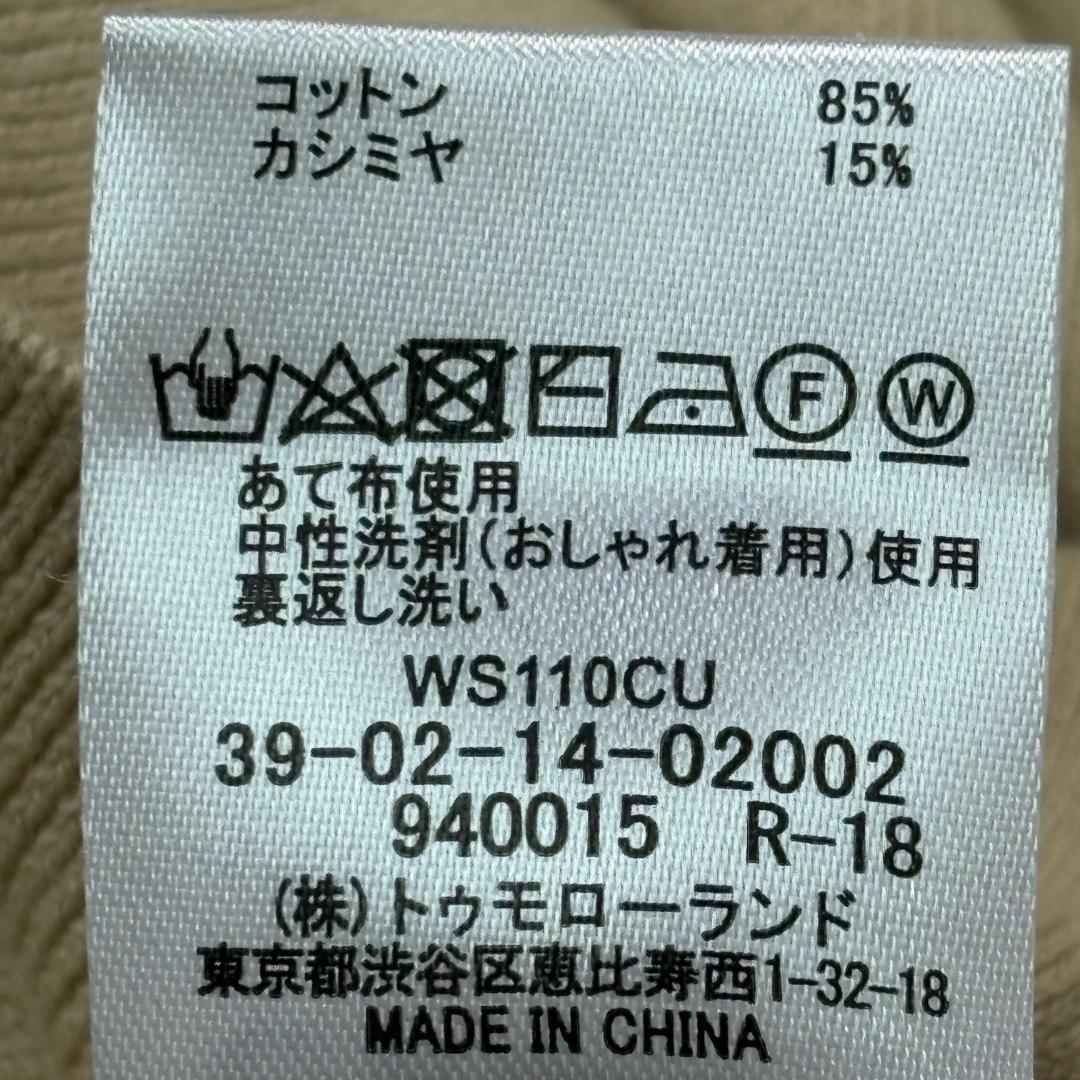 コットン 85%
カシミヤ 15%
F W
あて布使用
中性洗剤(おしゃれ着用)使用
裏返し洗い
WS110CU
39-02-14-02002
940015 R-18
(株)トゥモローランド
東京都渋谷区恵比寿西1-32-18
MADE IN CHINA